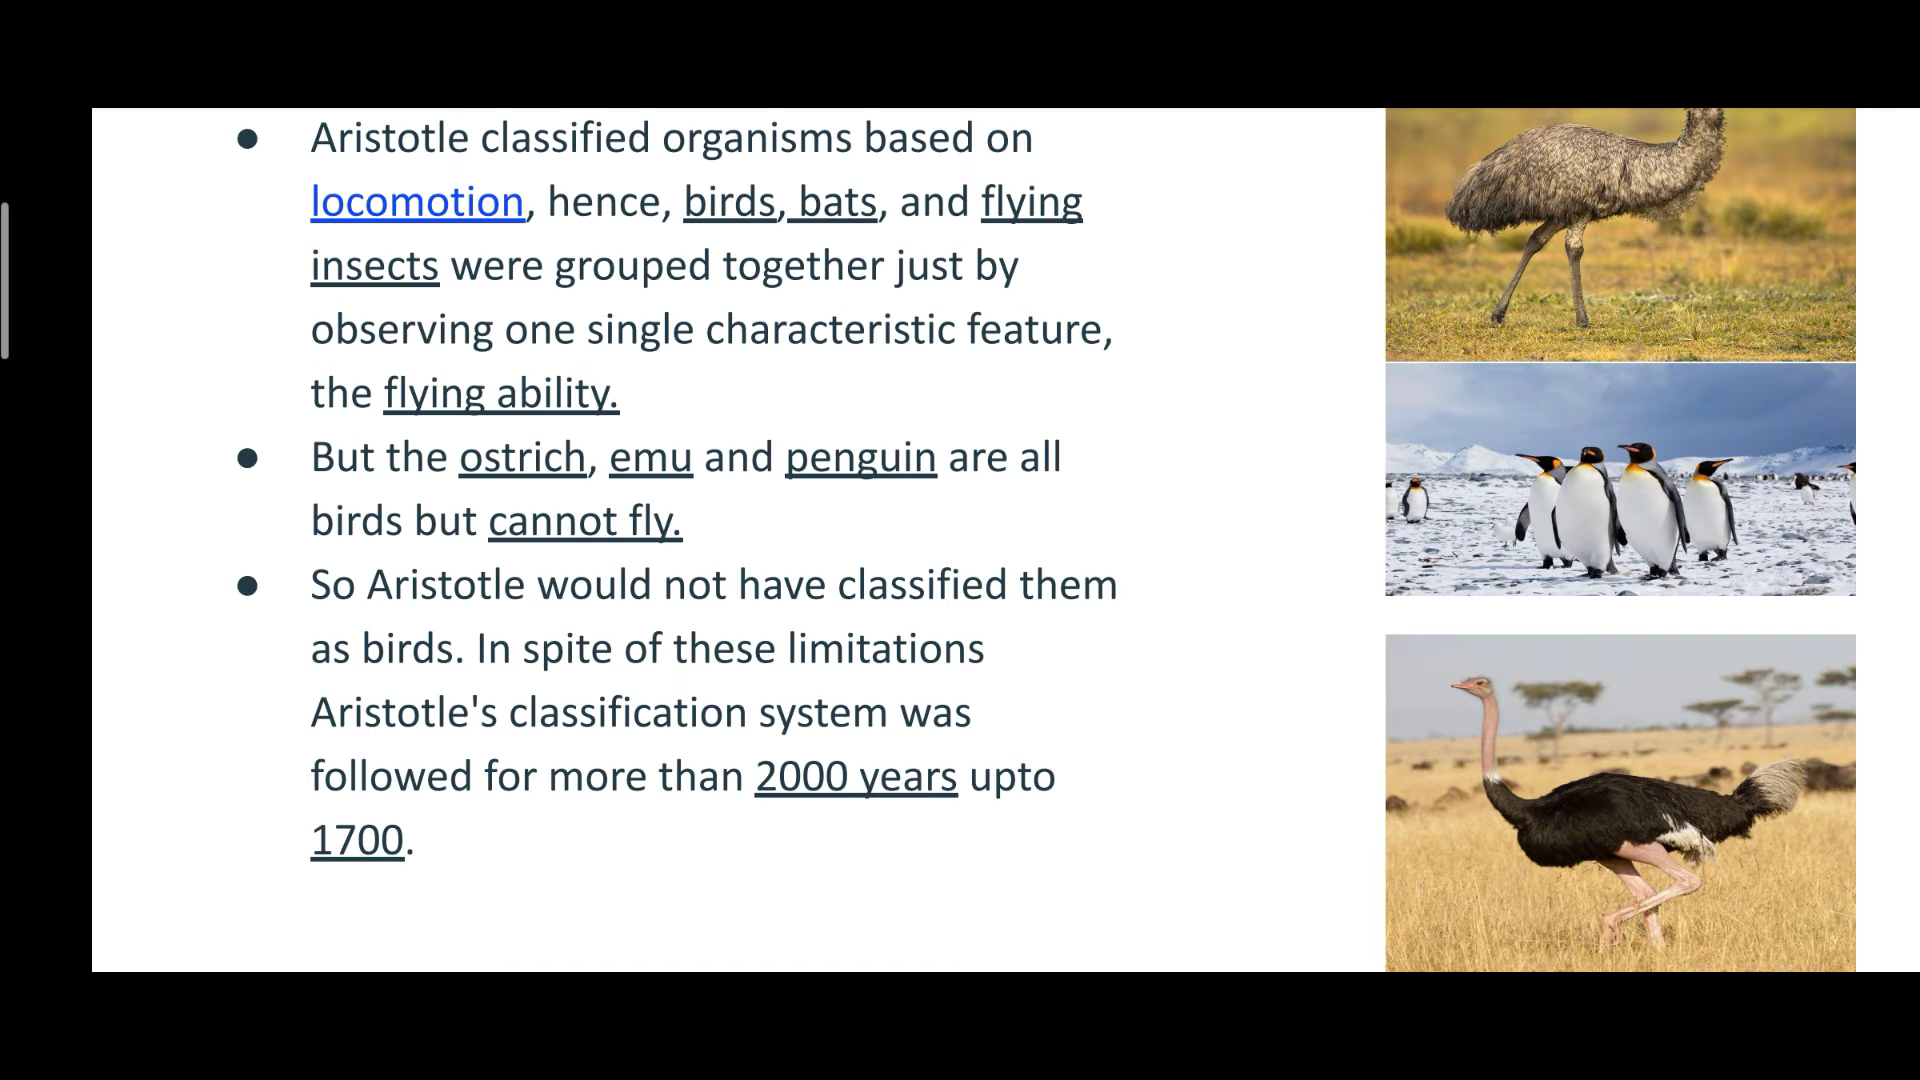 ● Aristotle classified organisms based on
locomotion, hence, birds, bats, and flying
insects were grouped together just by
observing one single characteristic feature,
the flying ability.
● But the ostrich, emu and penguin are all
birds but cannot fly.
● So Aristotle would not have classified them
as birds. In spite of these limitations
Aristotle's classification system was
followed for more than 2000 years upto
1700.